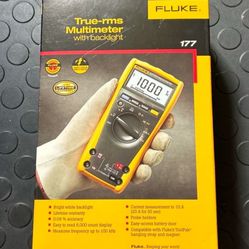 True-rms
Multimeter
with backlight
FLUKE®
177
1000
• Bright white backlight
• Lifetime warranty
• 0.09 % accuracy
• Easy to read 6,000 count display
• Measures frequency up to 100 kHz
• Current measurement to 10 A
(20 A for 30 sec)
• Probe holders
• Easy-access battery door
• Compatible with Fluke's ToolPak™
hanging strap and magnet
Fluke. Keeping your world